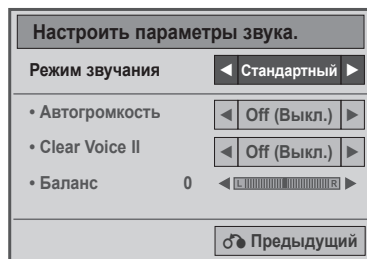 Настроить параметры звука.
Режим звучания ◄ Стандартный ►
• Автогромкость ◄ Off (Выкл.) ►
• Clear Voice II ◄ Off (Выкл.) ►
• Баланс 0 ◄ L R ►
Предыдущий